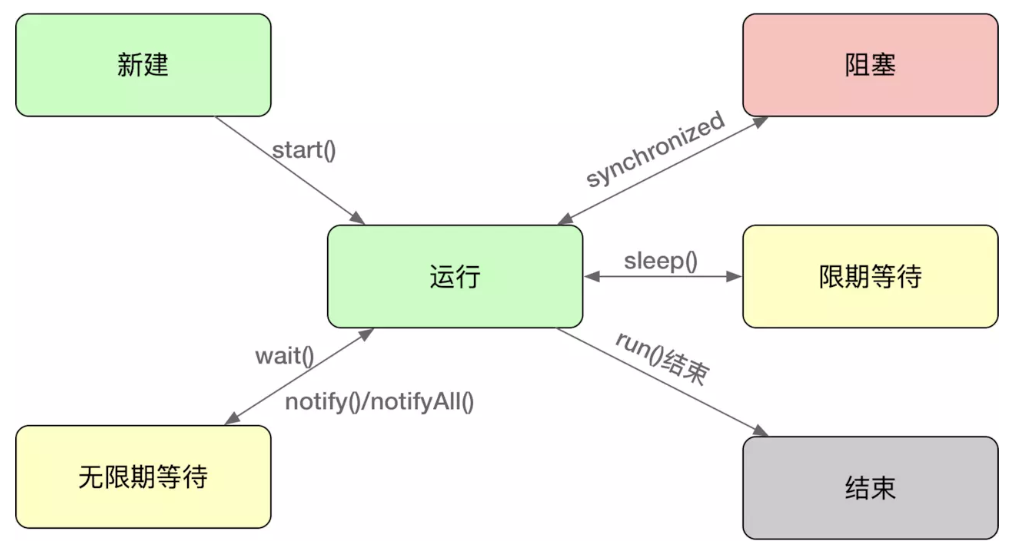 新建
阻塞
start()
synchronized
运行
sleep()
限期等待
wait()
notify()/notifyAll()
run()结束
无限期等待
结束